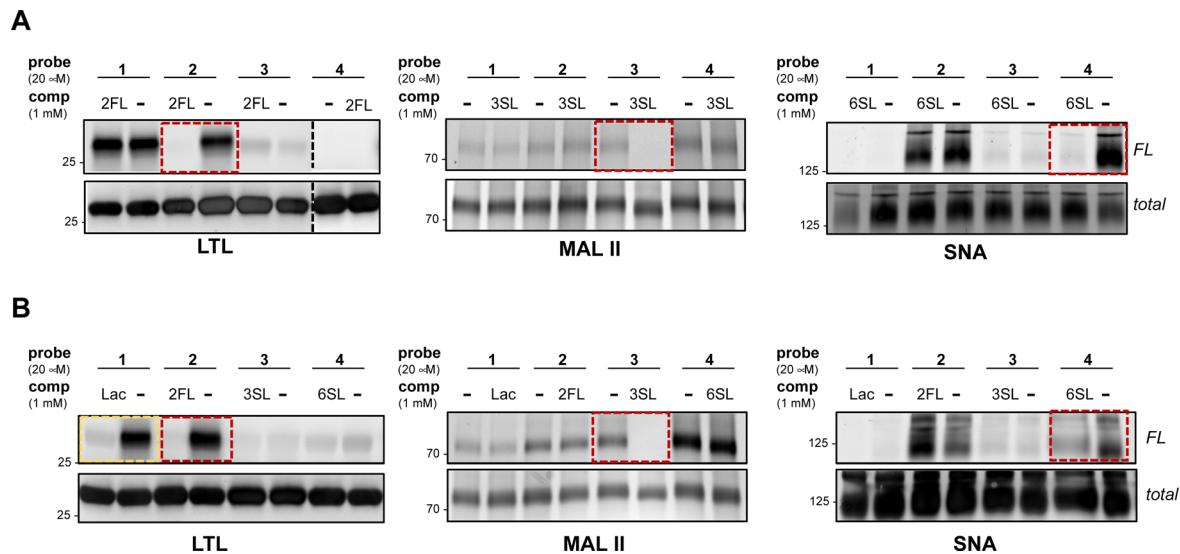 A
probe 1 2 3 4
(20 ∝M)
comp 2FL - 2FL - 2FL - - 2FL
(1 mM)
25
25
LTL
probe 1 2 3 4
(20 ∝M)
comp - 3SL - 3SL - 3SL - 3SL
(1 mM)
70
70
MAL II
probe 1 2 3 4
(20 ∝M)
comp 6SL - 6SL - 6SL - 6SL -
(1 mM)
125
FL
125
total
SNA
B
probe 1 2 3 4
(20 ∝M)
comp Lac - 2FL - 3SL - 6SL -
(1 mM)
25
25
LTL
probe 1 2 3 4
(20 ∝M)
comp - Lac - 2FL - 3SL - 6SL
(1 mM)
70
70
MAL II
probe 1 2 3 4
(20 ∝M)
comp Lac - 2FL - 3SL - 6SL -
(1 mM)
125
FL
125
total
SNA